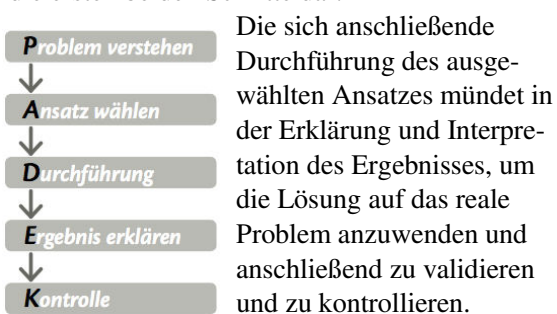 Problem verstehen
Ansatz wählen
Durchführung
Ergebnis erklären
Kontrolle
Die sich anschließende
Durchführung des ausge-
wählten Ansatzes mündet in
der Erklärung und Interpre-
tation des Ergebnisses, um
die Lösung auf das reale
Problem anzuwenden und
anschließend zu validieren
und zu kontrollieren.